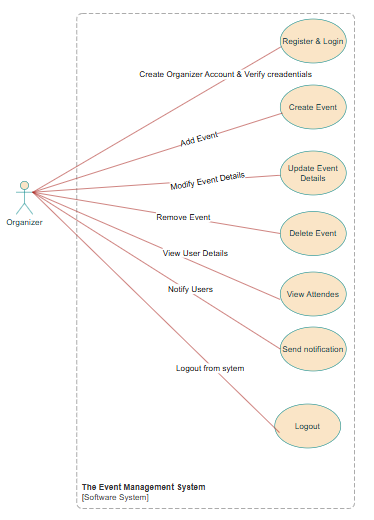 Register & Login
Create Organizer Account & Verify creadentials
Create Event
Add Event
Update Event
Details
Modify Event Details
Organizer
Remove Event
Delete Event
View User Details
View Attendes
Notify Users
Send notification
Logout from sytem
Logout
The Event Management System
[Software System]